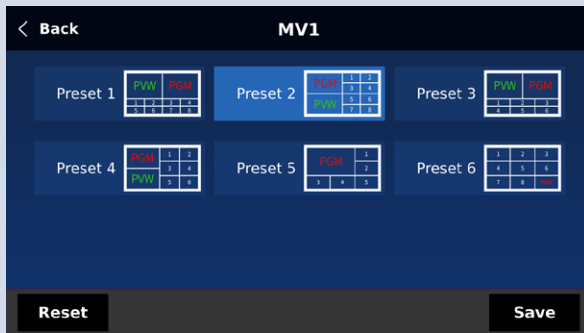 Back
MV1
Preset 1
PVW PGM
1 2 3 4
5 6 7 8
Preset 2
PGM
PVW
1 2
3 4
5 6
7 8
Preset 3
PVW PGM
1 2 3
4 5 6
Preset 4
PGM
PVW
1 2
3 4
5 6
Preset 5
PGM
1
2
3 4 5
Preset 6
1 2 3
4 5 6
7 8
Reset
Save